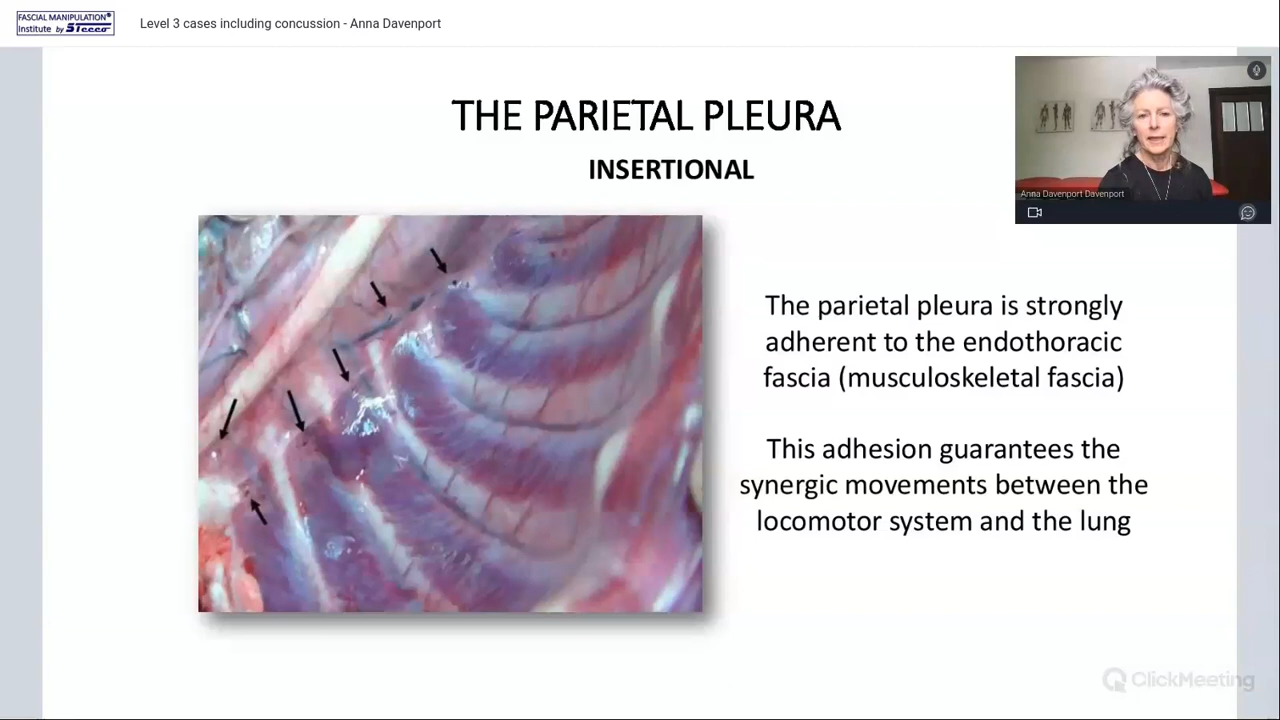 FASCIAL MANIPULATION®
Institute by Stecco
Level 3 cases including concussion - Anna Davenport
THE PARIETAL PLEURA
INSERTIONAL
Anna Davenport Davenport
The parietal pleura is strongly
adherent to the endothoracic
fascia (musculoskeletal fascia)
This adhesion guarantees the
synergic movements between the
locomotor system and the lung
ClickMeeting